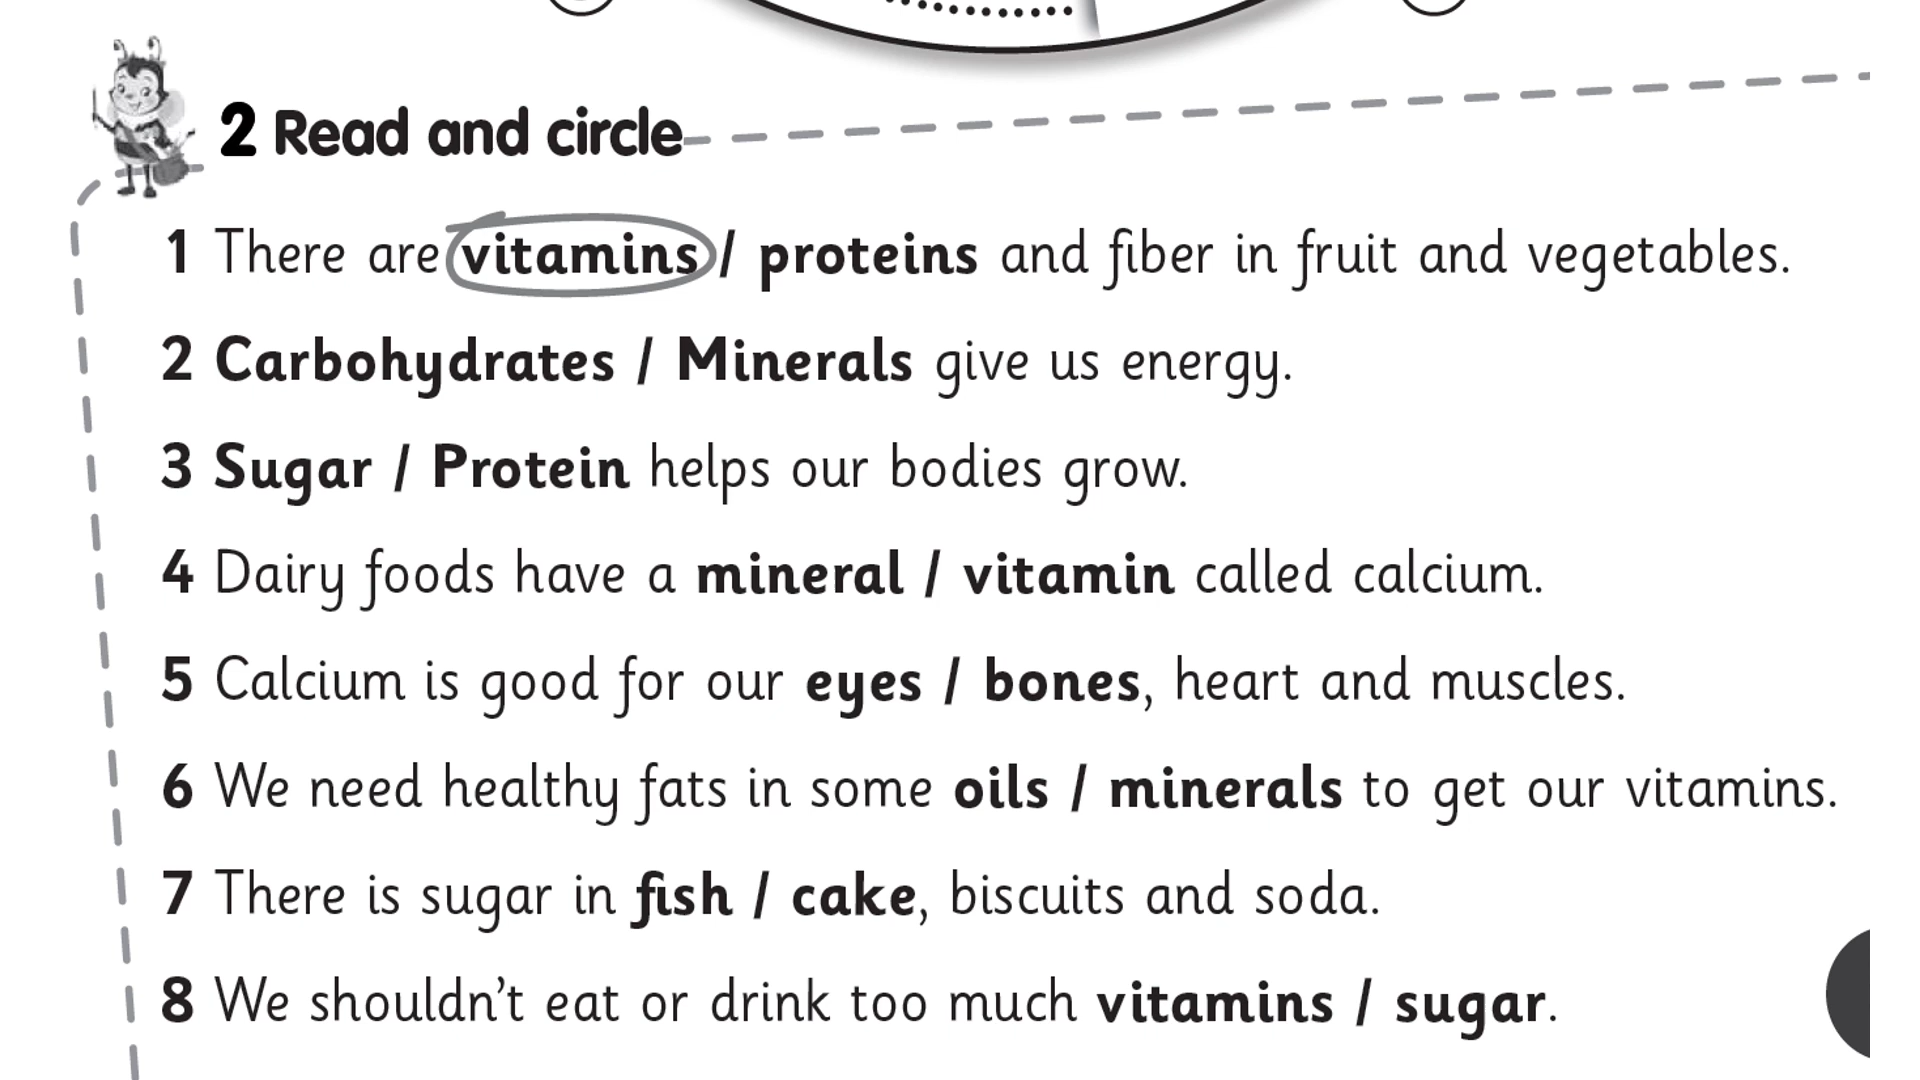 2 Read and circle
1 There are vitamins / proteins and fiber in fruit and vegetables.
2 Carbohydrates / Minerals give us energy.
3 Sugar / Protein helps our bodies grow.
4 Dairy foods have a mineral / vitamin called calcium.
5 Calcium is good for our eyes / bones, heart and muscles.
6 We need healthy fats in some oils / minerals to get our vitamins.
7 There is sugar in fish / cake, biscuits and soda.
8 We shouldn't eat or drink too much vitamins / sugar.